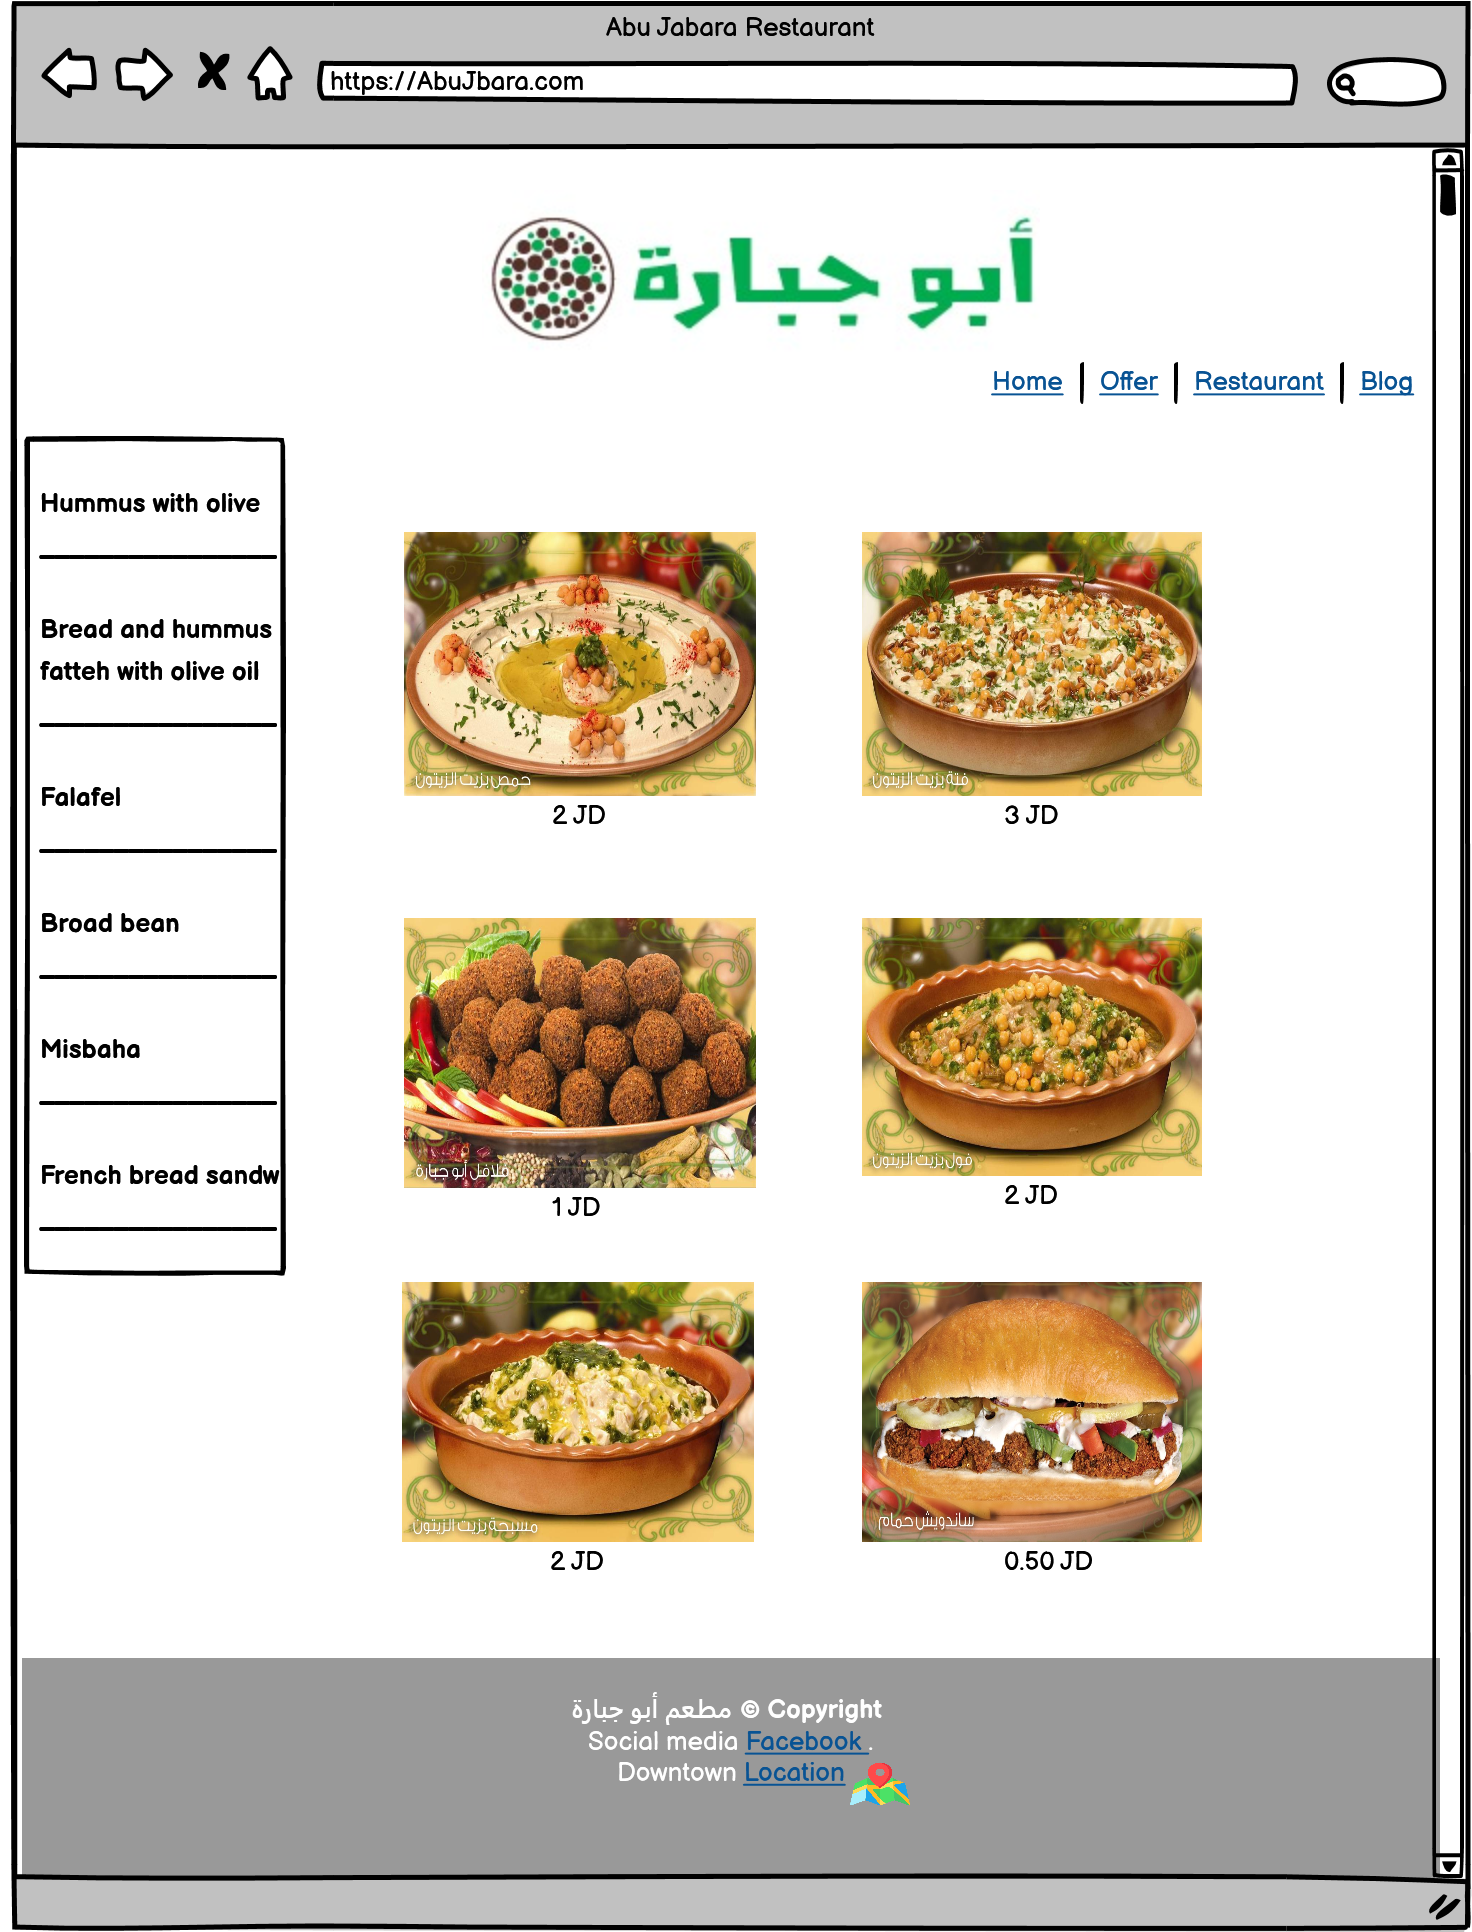 Abu Jabara Restaurant
https://AbuJbara.com
أبو جبارة
Home | Offer | Restaurant | Blog
Hummus with olive
Bread and hummus
fatteh with olive oil
Falafel
Broad bean
Misbaha
French bread sandw
حمص بزيت الزيتون
2 JD
فتة بزيت الزيتون
3 JD
فلافل أبو جبارة
1 JD
فول بزيت الزيتون
2 JD
مسبحة بزيت الزيتون
2 JD
ساندويش حمام
0.50 JD
مطعم أبو جبارة © Copyright
Social media Facebook .
Downtown Location